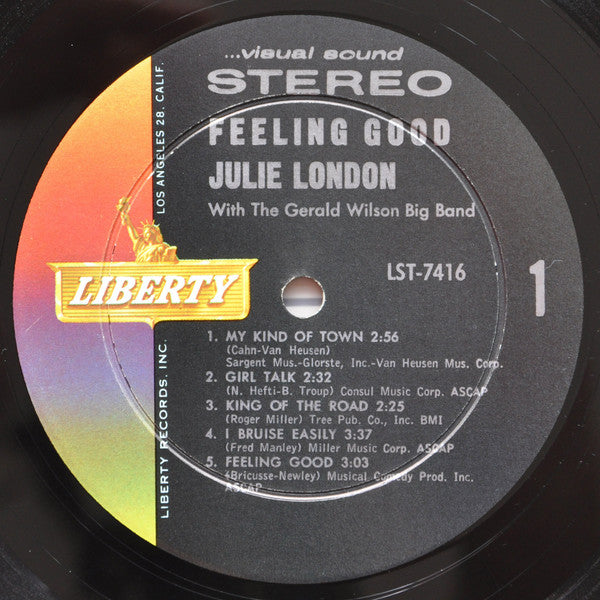 ...visual sound
STEREO
FEELING GOOD
JULIE LONDON
With The Gerald Wilson Big Band
LST-7416
1
LIBERTY
1. MY KIND OF TOWN 2:56
(Cahn-Van Heusen)
Sargent Mus.-Glorste, Inc.-Van Heusen Mus. Corp.
2. GIRL TALK 2:32
(N. Hefti-B. Troup) Consul Music Corp. ASCAP
3. KING OF THE ROAD 2:25
(Roger Miller) Tree Pub. Co., Inc. BMI
4. I BRUISE EASILY 3:37
(Fred Manley) Miller Music Corp. ASCAP
5. FEELING GOOD 3:03
(Bricusse-Newley) Musical Comedy Prod. Inc.
ASCAP
LIBERTY RECORDS, INC.
LOS ANGELES 28, CALIF.